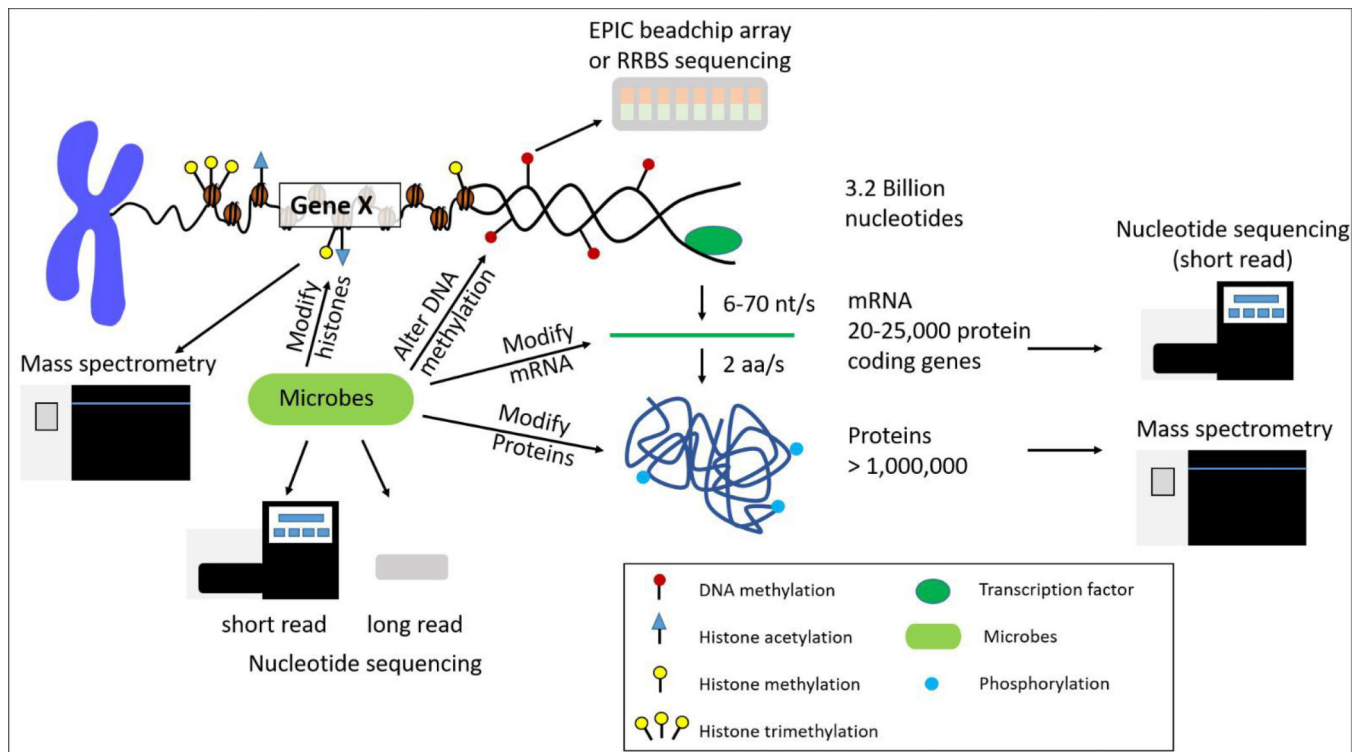 EPIC beadchip array
or RRBS sequencing
Gene X
3.2 Billion
nucleotides
Nucleotide sequencing
(short read)
Modify
histones
Alter DNA
methylation
6-70 nt/s
mRNA
20-25,000 protein
coding genes
Modify
mRNA
2 aa/s
Mass spectrometry
Microbes
Modify
Proteins
Proteins
> 1,000,000
Mass spectrometry
short read
long read
Nucleotide sequencing
DNA methylation
Transcription factor
Histone acetylation
Microbes
Histone methylation
Phosphorylation
Histone trimethylation